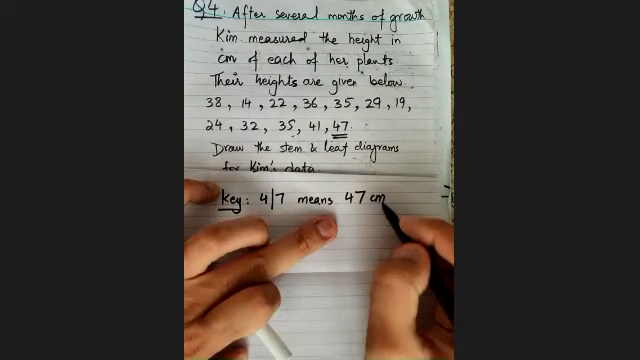 Q4. After several months of growth
Kim measured the height in
cm of each of her plants.
Their heights are given below.
38, 14, 22, 36, 35, 29, 19,
24, 32, 35, 41, 47.
Draw the stem & leaf diagrams
for Kim's data
Key: 4|7 means 47 cm